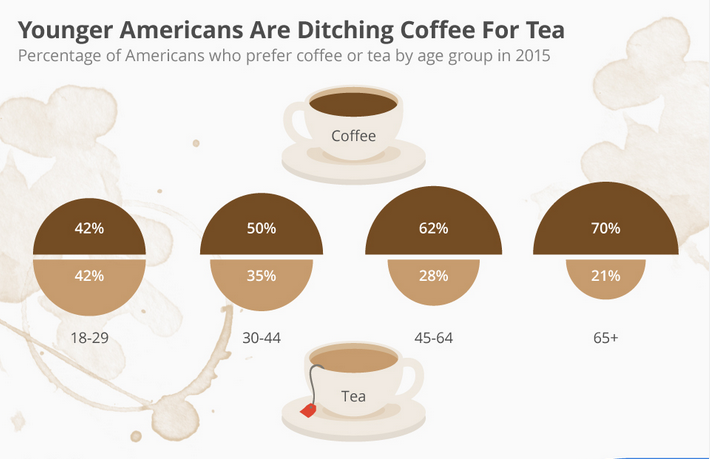 Younger Americans Are Ditching Coffee For Tea
Percentage of Americans who prefer coffee or tea by age group in 2015
Coffee
42% 50% 62% 70%
42% 35% 28% 21%
18-29 30-44 45-64 65+
Tea